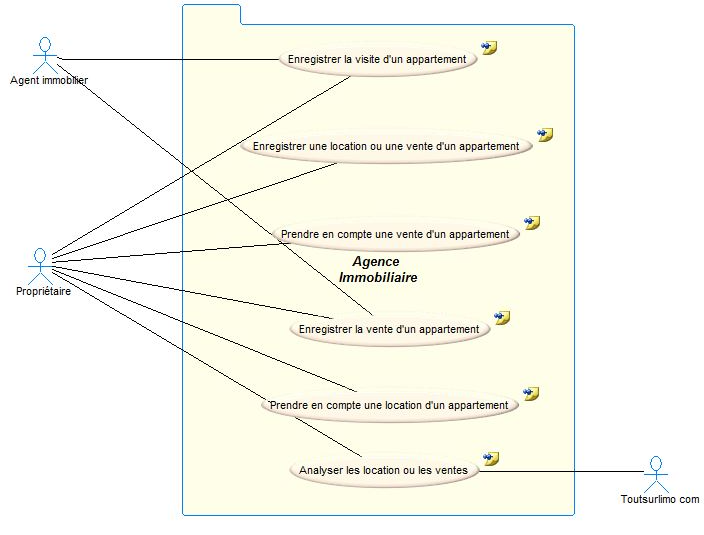 Enregistrer la visite d'un appartement
Agent immobilier
Enregistrer une location ou une vente d'un appartement
Prendre en compte une vente d'un appartement
Agence
Immobiliaire
Propriétaire
Enregistrer la vente d'un appartement
Prendre en compte une location d'un appartement
Analyser les location ou les ventes
Toutsurlimo com